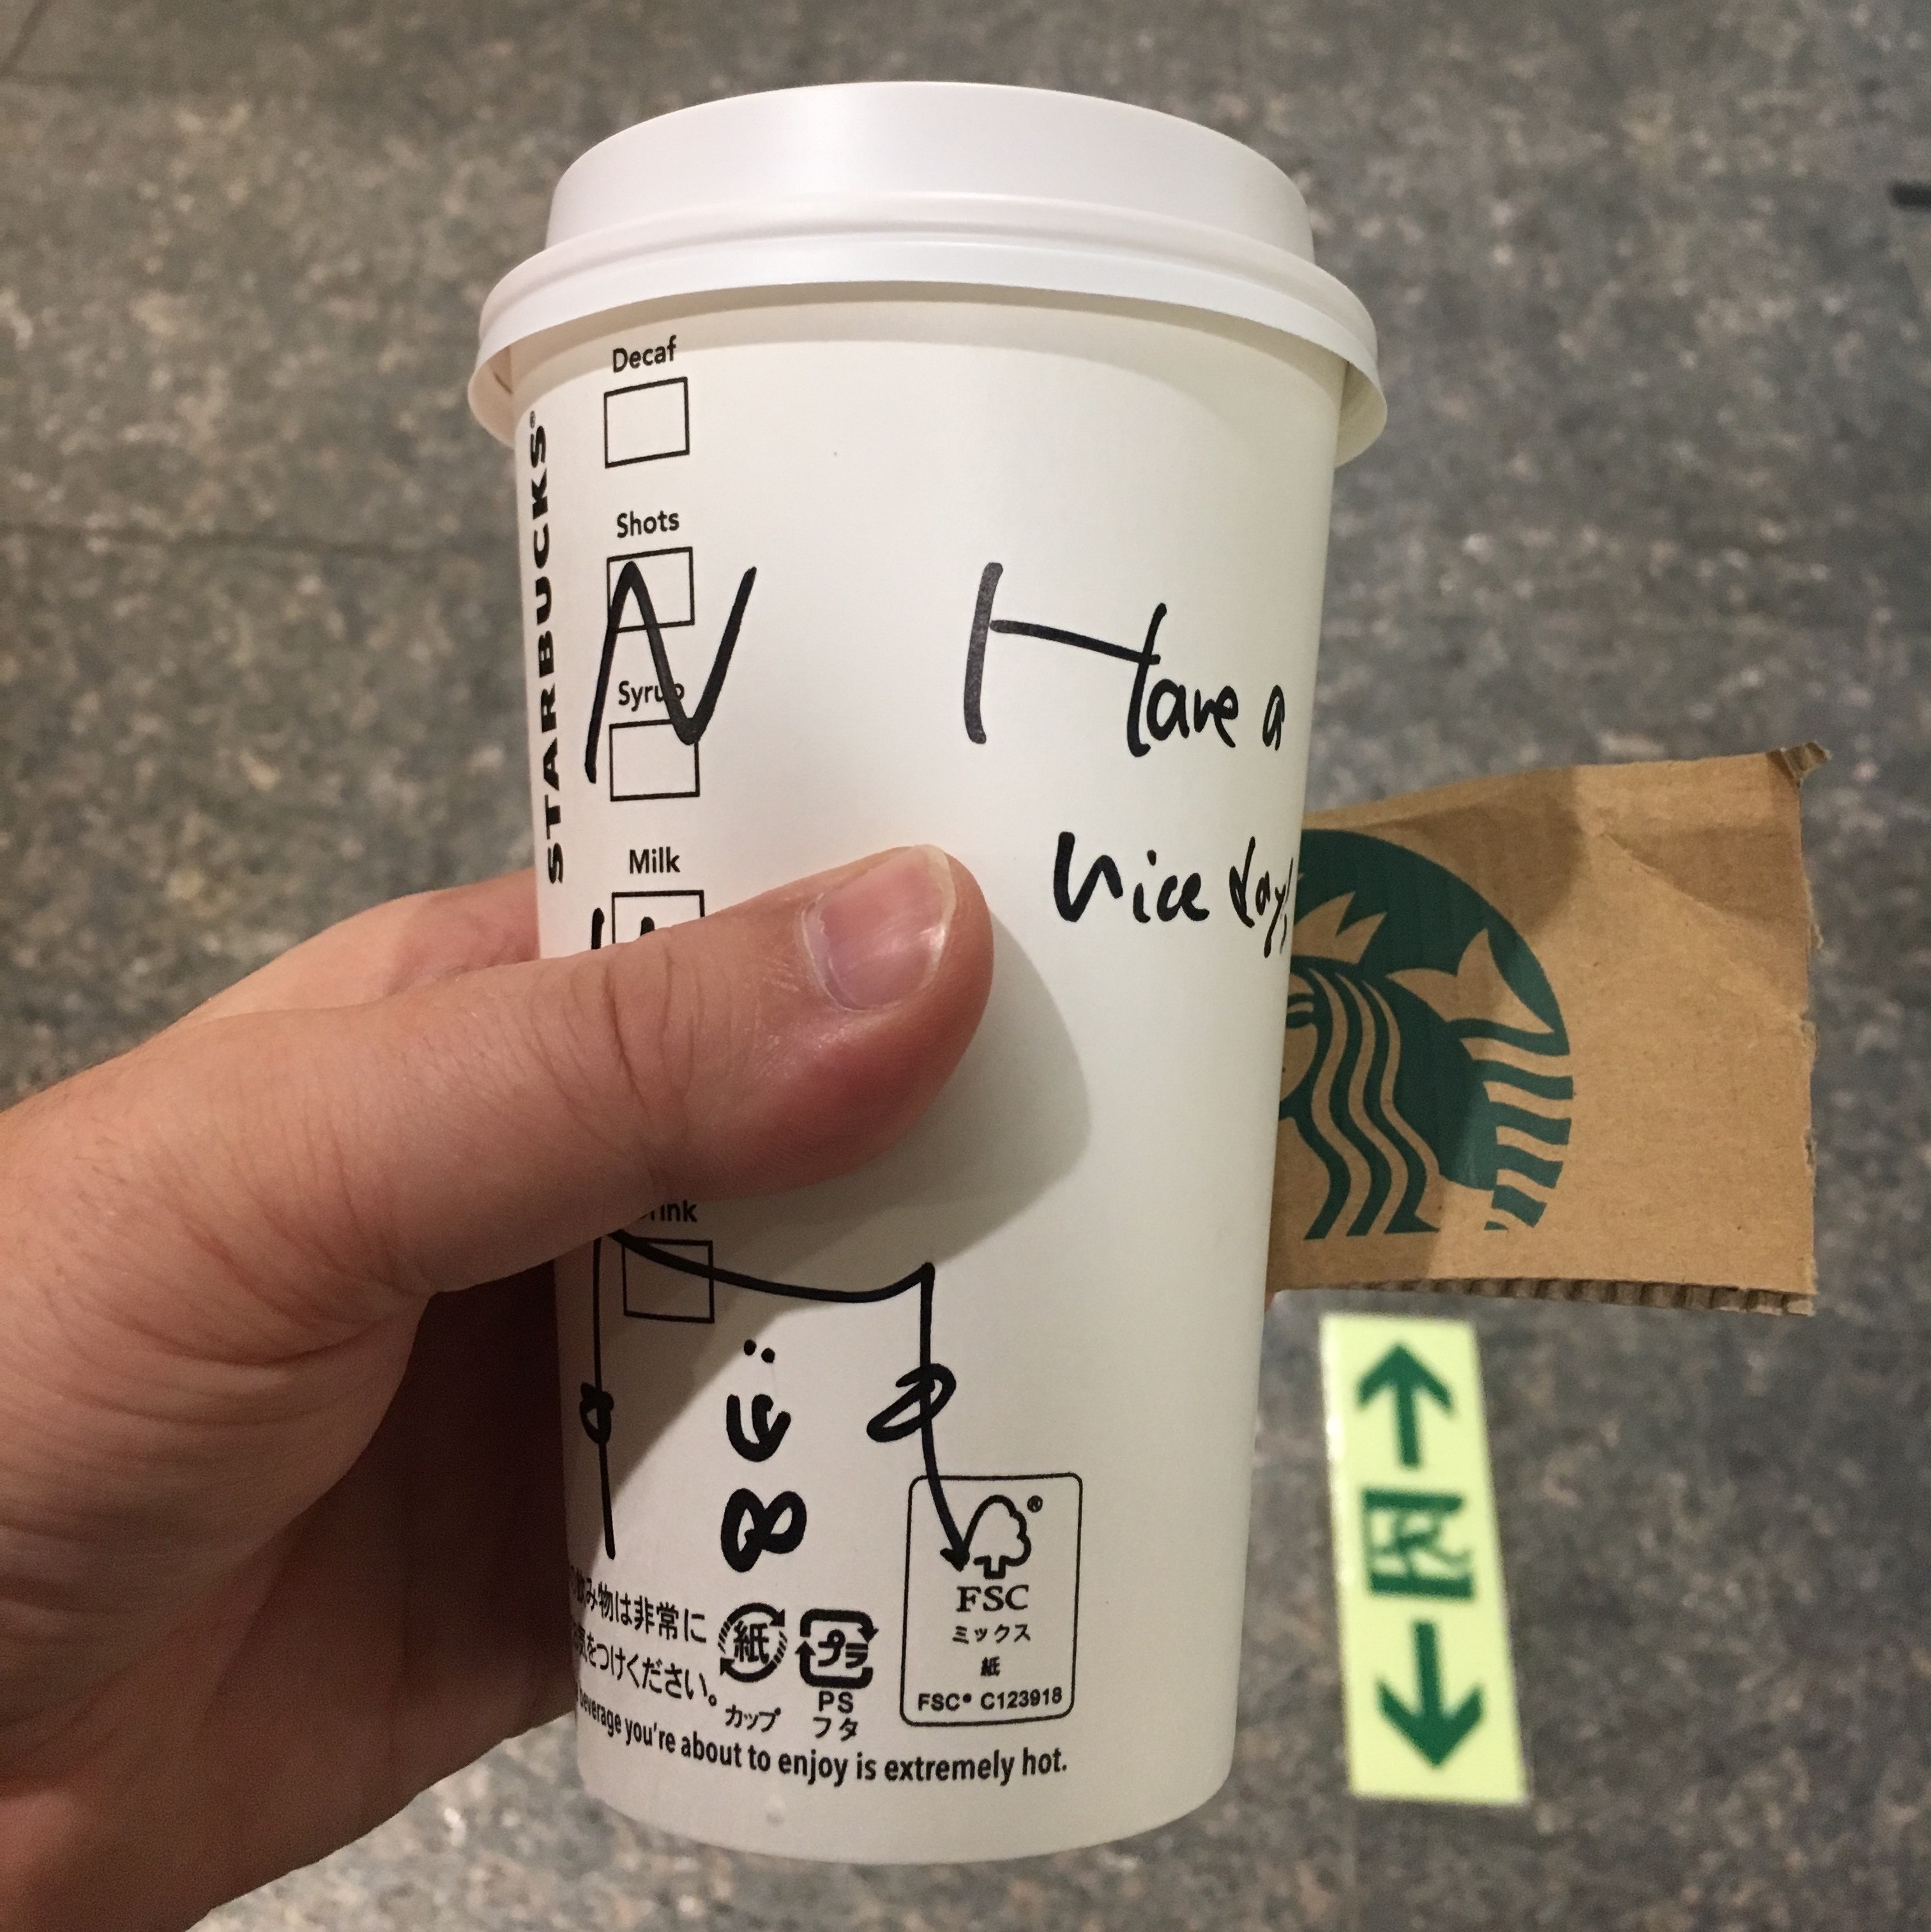 STARBUCKS®
Decaf
Shots
N
Syrup
Milk
Have a
nice day!
飲み物は非常に
気をつけください。
紙
カップ
プラ
PS
フタ
®
FSC
ミックス
紙
FSC® C123918
beverage you're about to enjoy is extremely hot.